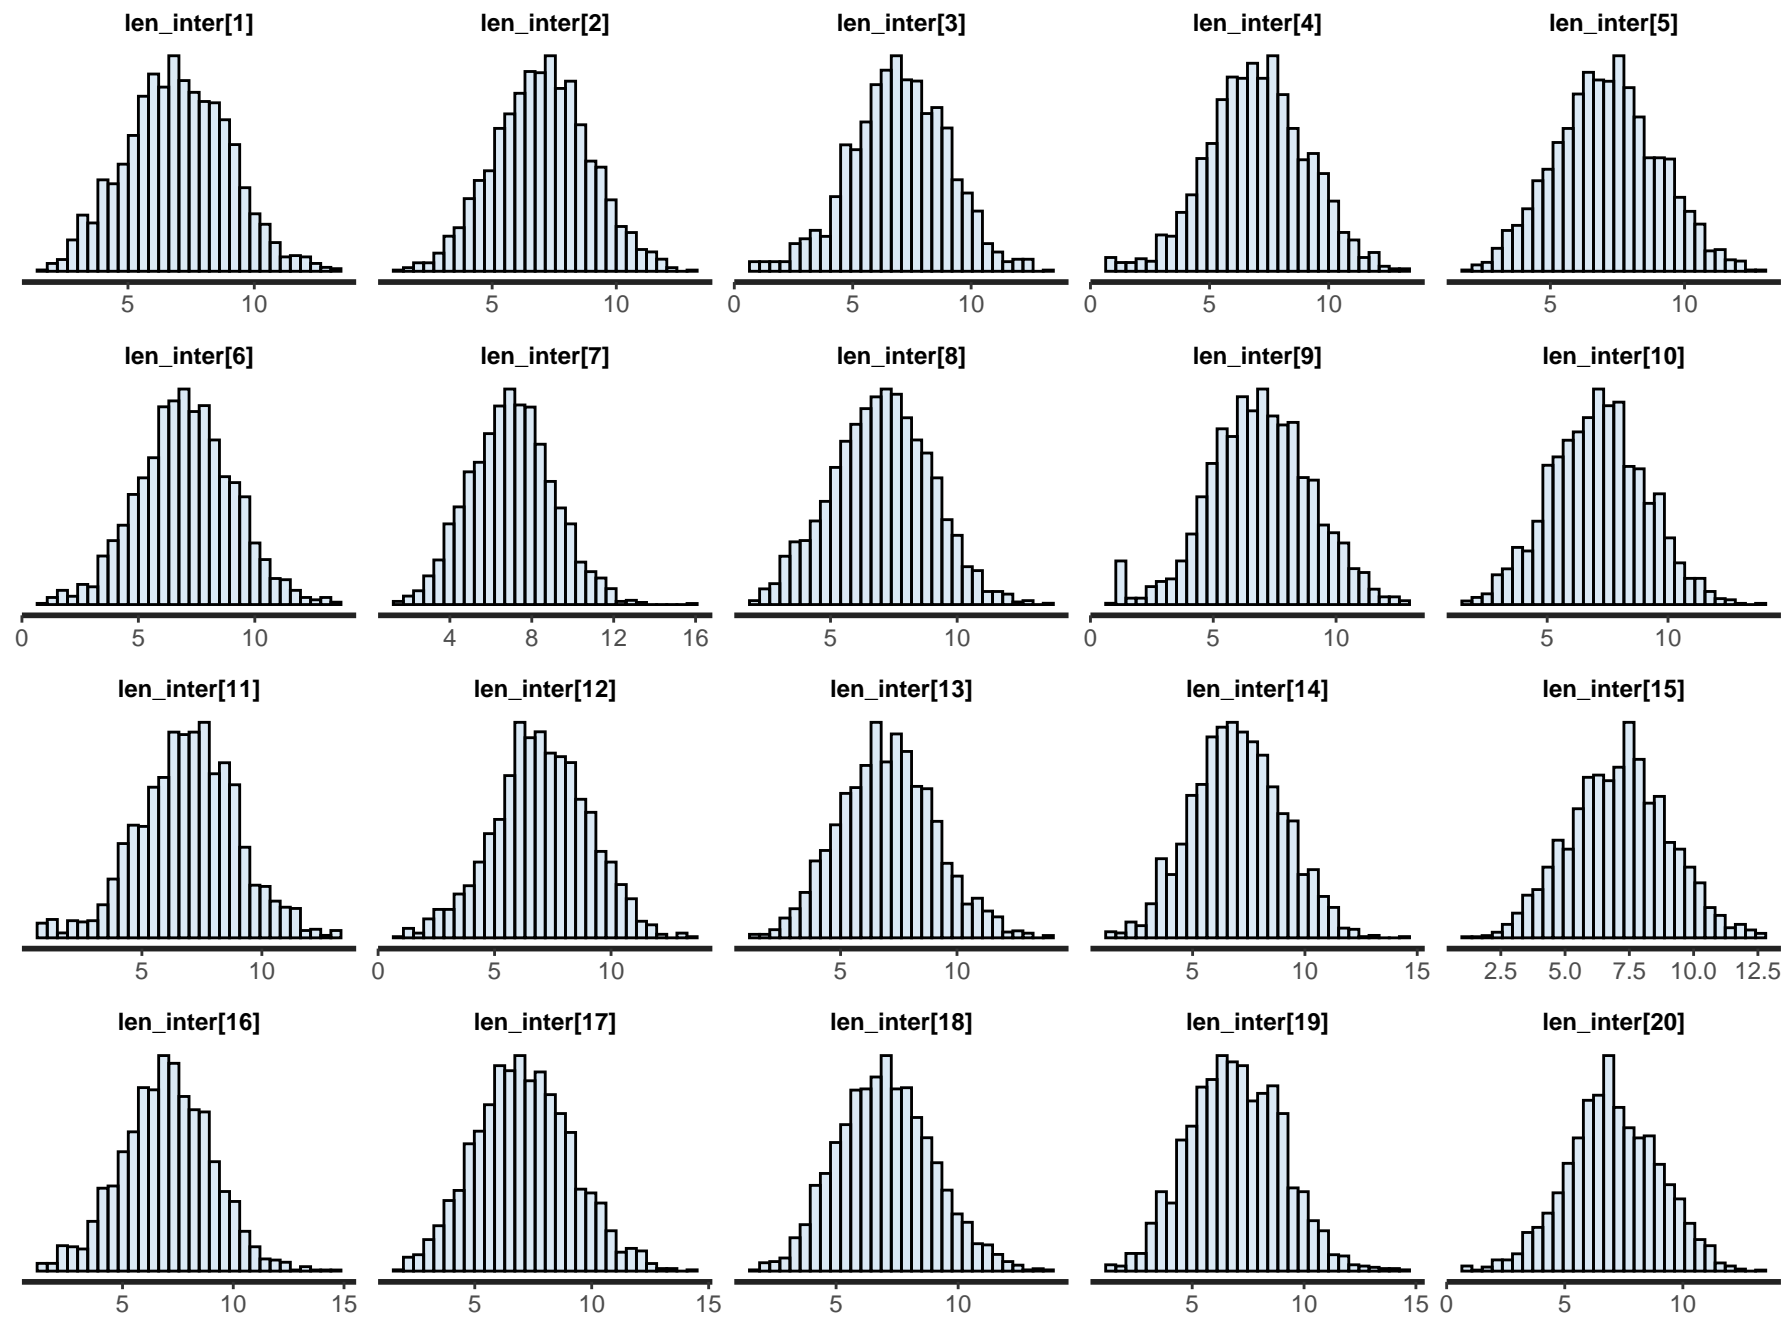 len_inter[1] len_inter[2] len_inter[3] len_inter[4] len_inter[5]
5 10 5 10 0 5 10 0 5 10 5 10
len_inter[6] len_inter[7] len_inter[8] len_inter[9] len_inter[10]
0 5 10 4 8 12 16 5 10 0 5 10 5 10
len_inter[11] len_inter[12] len_inter[13] len_inter[14] len_inter[15]
5 10 0 5 10 5 10 5 10 15 2.5 5.0 7.5 10.0 12.5
len_inter[16] len_inter[17] len_inter[18] len_inter[19] len_inter[20]
5 10 15 5 10 15 5 10 5 10 15 0 5 10